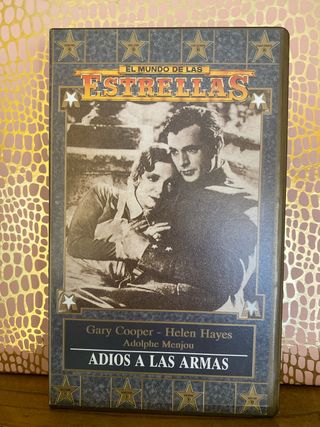 EL MUNDO DE LAS
ESTRELLAS
Gary Cooper - Helen Hayes
Adolphe Menjou
ADIOS A LAS ARMAS